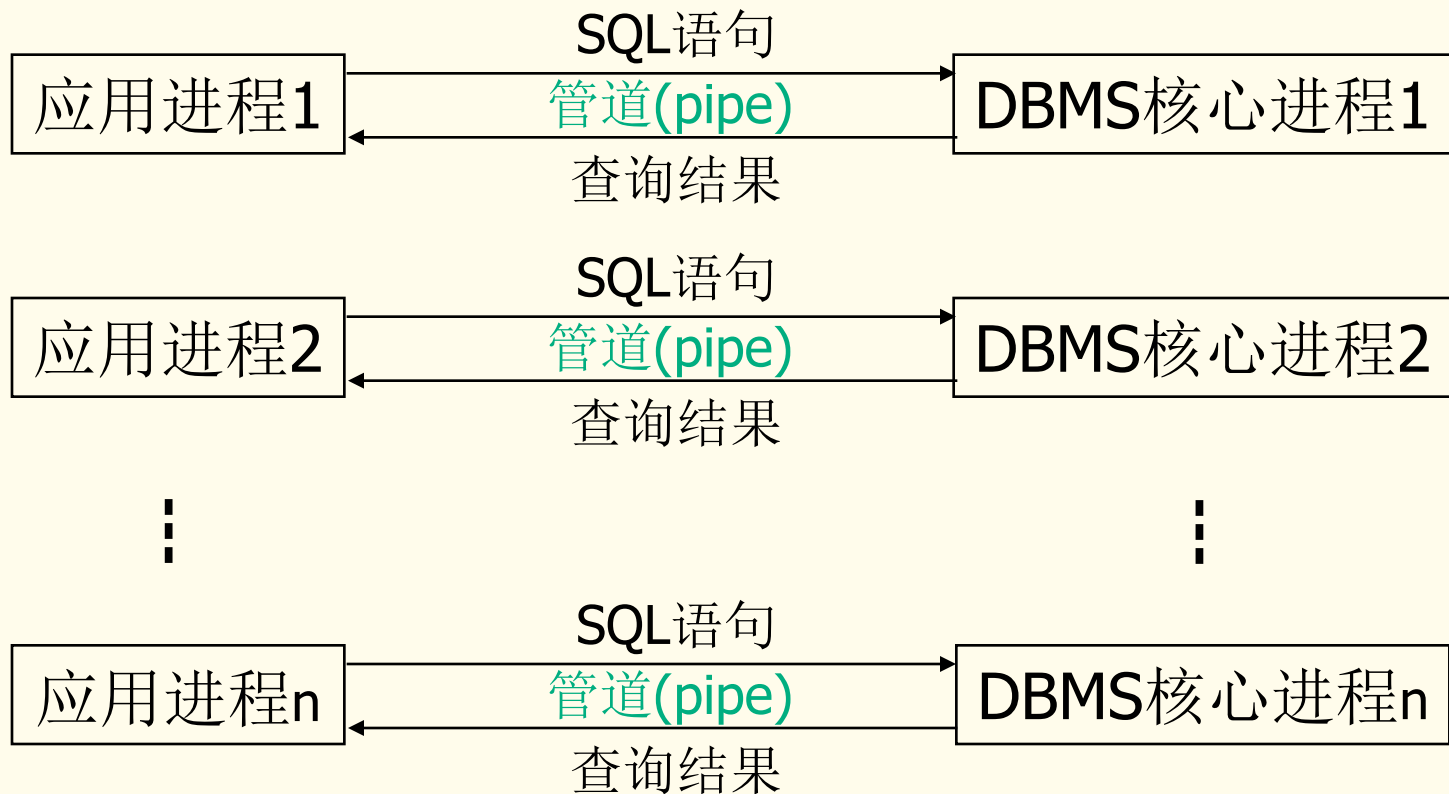 SQL语句
应用进程1
管道(pipe)
DBMS核心进程1
查询结果
SQL语句
应用进程2
管道(pipe)
DBMS核心进程2
查询结果
SQL语句
应用进程n
管道(pipe)
DBMS核心进程n
查询结果